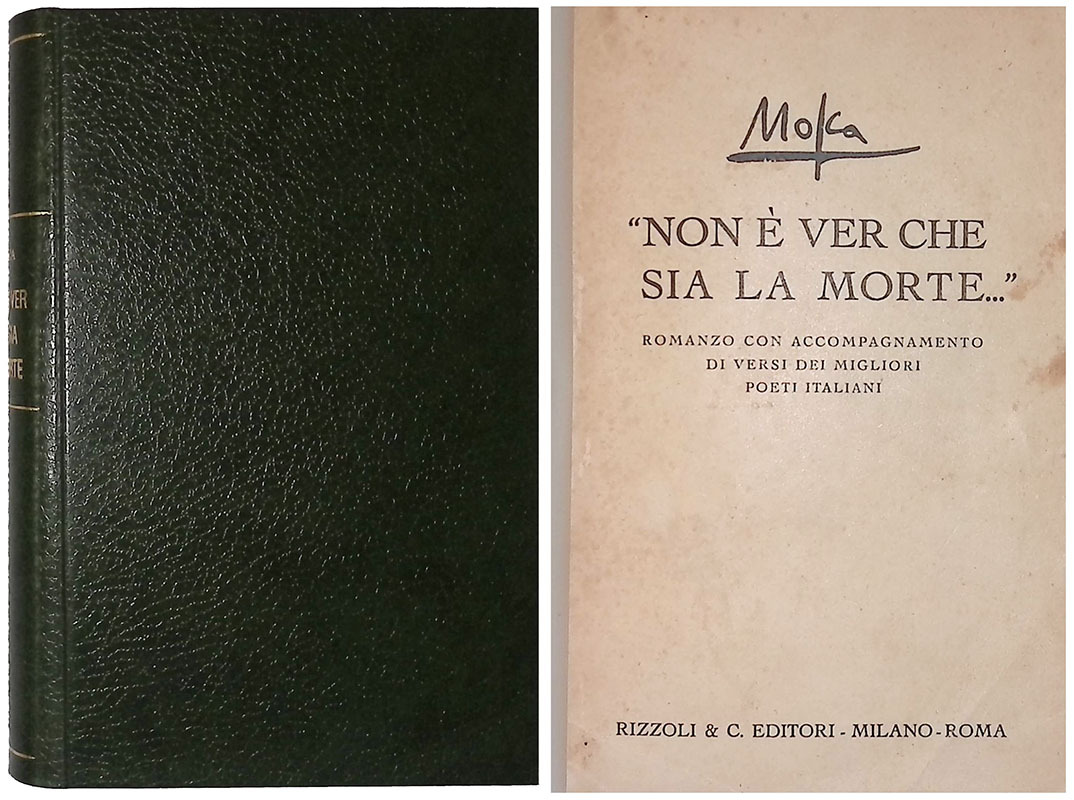 VER
Mosca
"NON È VER CHE
SIA LA MORTE..."
ROMANZO CON ACCOMPAGNAMENTO
DI VERSI DEI MIGLIORI
POETI ITALIANI
RIZZOLI & C. EDITORI - MILANO - ROMA